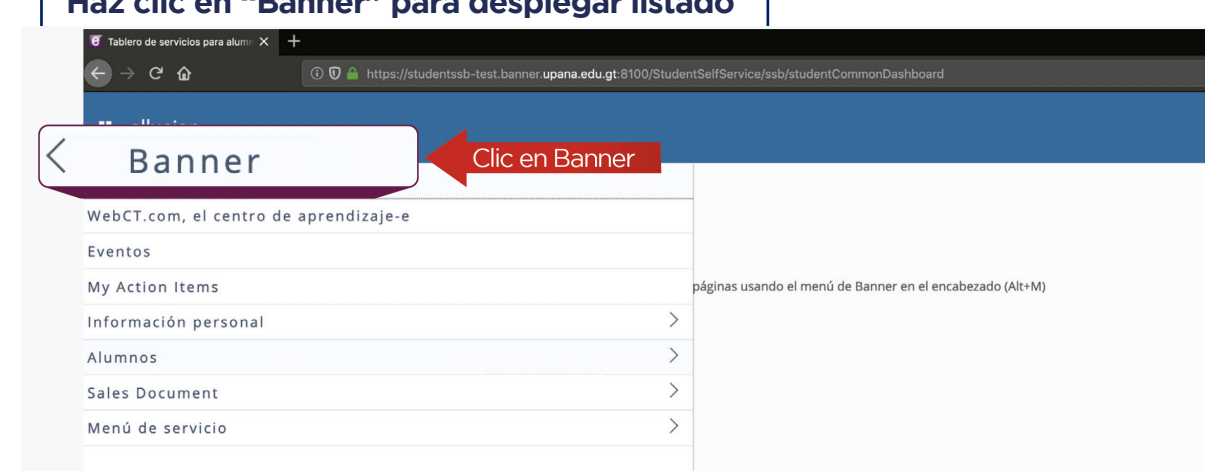 Haz clic en "Banner" para desplegar listado
Tablero de servicios para alumn
https://studentssb-test.banner.upana.edu.gt:8100/StudentSelfService/ssb/studentCommonDashboard
Banner
Clic en Banner
WebCT.com, el centro de aprendizaje-e
Eventos
My Action Items
páginas usando el menú de Banner en el encabezado (Alt+M)
Información personal
Alumnos
Sales Document
Menú de servicio